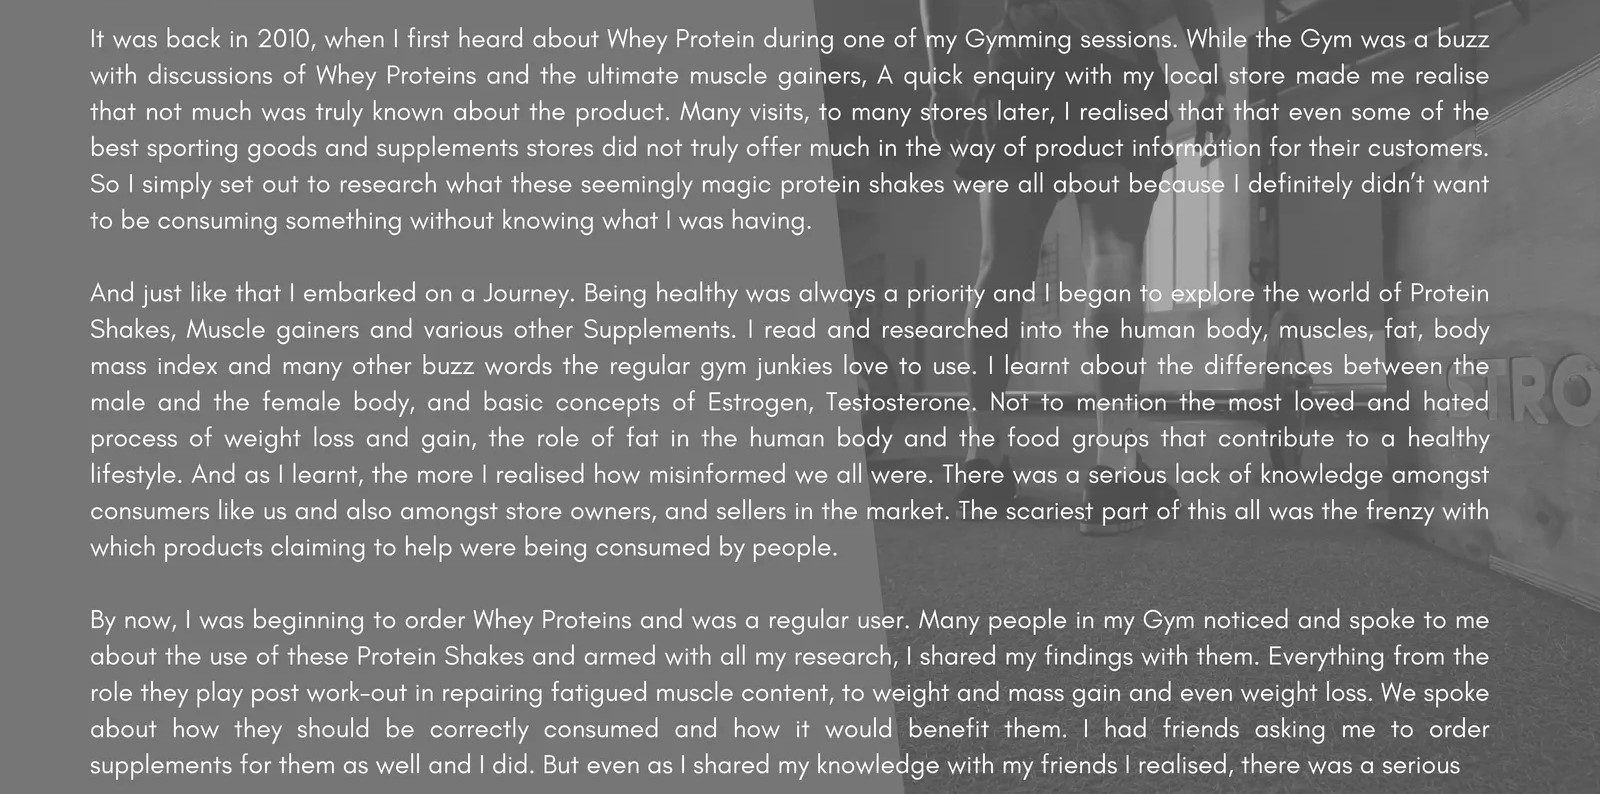 It was back in 2010, when I first heard about Whey Protein during one of my Gymming sessions. While the Gym was a buzz
with discussions of Whey Proteins and the ultimate muscle gainers, A quick enquiry with my local store made me realise
that not much was truly known about the product. Many visits, to many stores later, I realised that that even some of the
best sporting goods and supplements stores did not truly offer much in the way of product information for their customers.
So I simply set out to research what these seemingly magic protein shakes were all about because I definitely didn’t want
to be consuming something without knowing what I was having.
And just like that I embarked on a Journey. Being healthy was always a priority and I began to explore the world of Protein
Shakes, Muscle gainers and various other Supplements. I read and researched into the human body, muscles, fat, body
mass index and many other buzz words the regular gym junkies love to use. I learnt about the differences between the
male and the female body, and basic concepts of Estrogen, Testosterone. Not to mention the most loved and hated
process of weight loss and gain, the role of fat in the human body and the food groups that contribute to a healthy
lifestyle. And as I learnt, the more I realised how misinformed we all were. There was a serious lack of knowledge amongst
consumers like us and also amongst store owners, and sellers in the market. The scariest part of this all was the frenzy with
which products claiming to help were being consumed by people.
By now, I was beginning to order Whey Proteins and was a regular user. Many people in my Gym noticed and spoke to me
about the use of these Protein Shakes and armed with all my research, I shared my findings with them. Everything from the
role they play post work-out in repairing fatigued muscle content, to weight and mass gain and even weight loss. We spoke
about how they should be correctly consumed and how it would benefit them. I had friends asking me to order
supplements for them as well and I did. But even as I shared my knowledge with my friends I realised, there was a serious
STRO